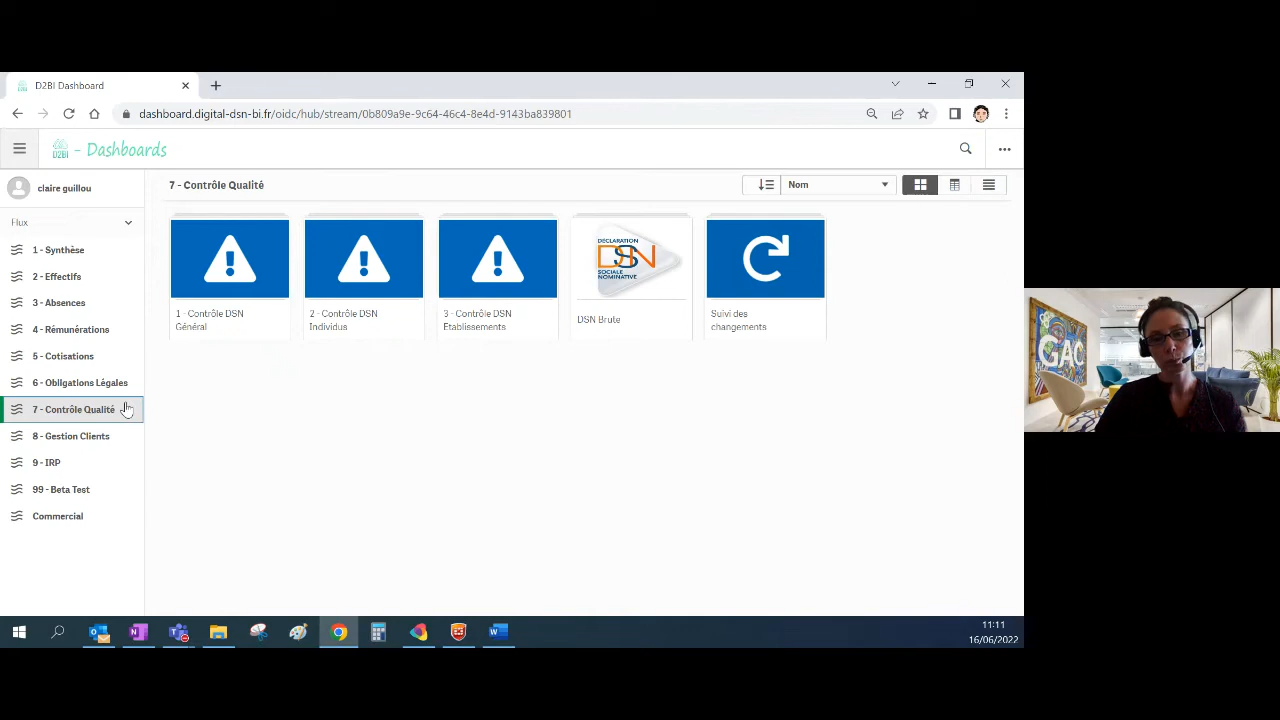 D2BI Dashboard
dashboard.digital-dsn-bi.fr/oidc/hub/stream/0b809a9e-9c64-46c4-8e4d-9143ba839801
D2BI - Dashboards
claire guillou
7 - Contrôle Qualité
Nom
Flux
1 - Synthèse
2 - Effectifs
3 - Absences
4 - Rémunérations
5 - Cotisations
6 - Obligations Légales
7 - Contrôle Qualité
8 - Gestion Clients
9 - IRP
99 - Beta Test
Commercial
1 - Contrôle DSN
Général
2 - Contrôle DSN
Individus
3 - Contrôle DSN
Etablissements
DECLARATION
DSN
SOCIALE
NOMINATIVE
DSN Brute
Suivi des
changements
GAC
11:11
16/06/2022